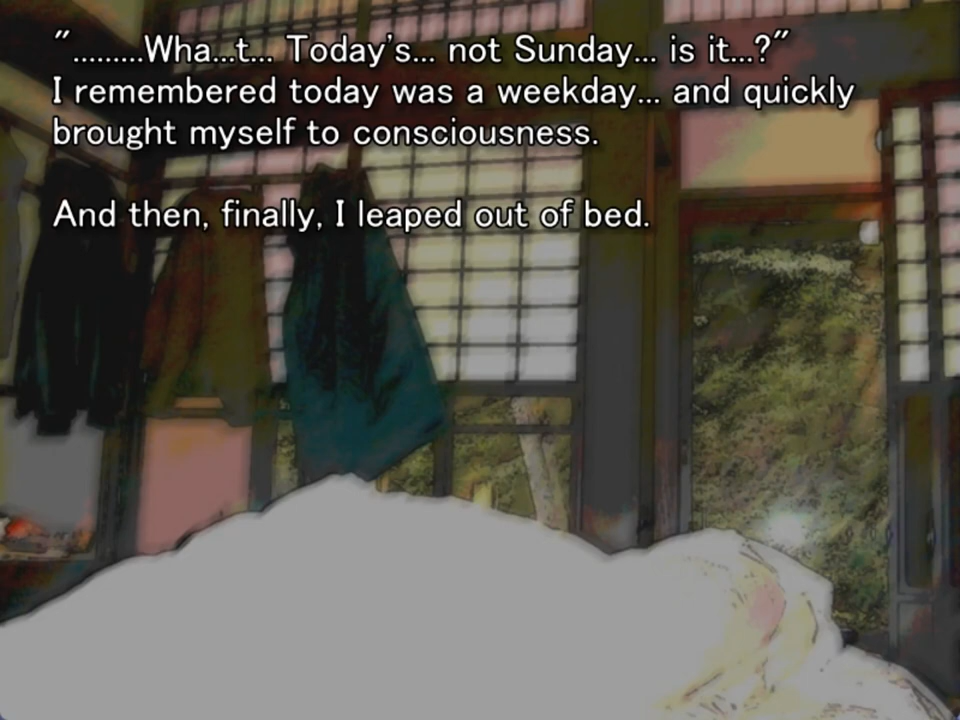 ".........Wha...t... Today's... not Sunday... is it...?"
I remembered today was a weekday... and quickly
brought myself to consciousness.
And then, finally, I leaped out of bed.